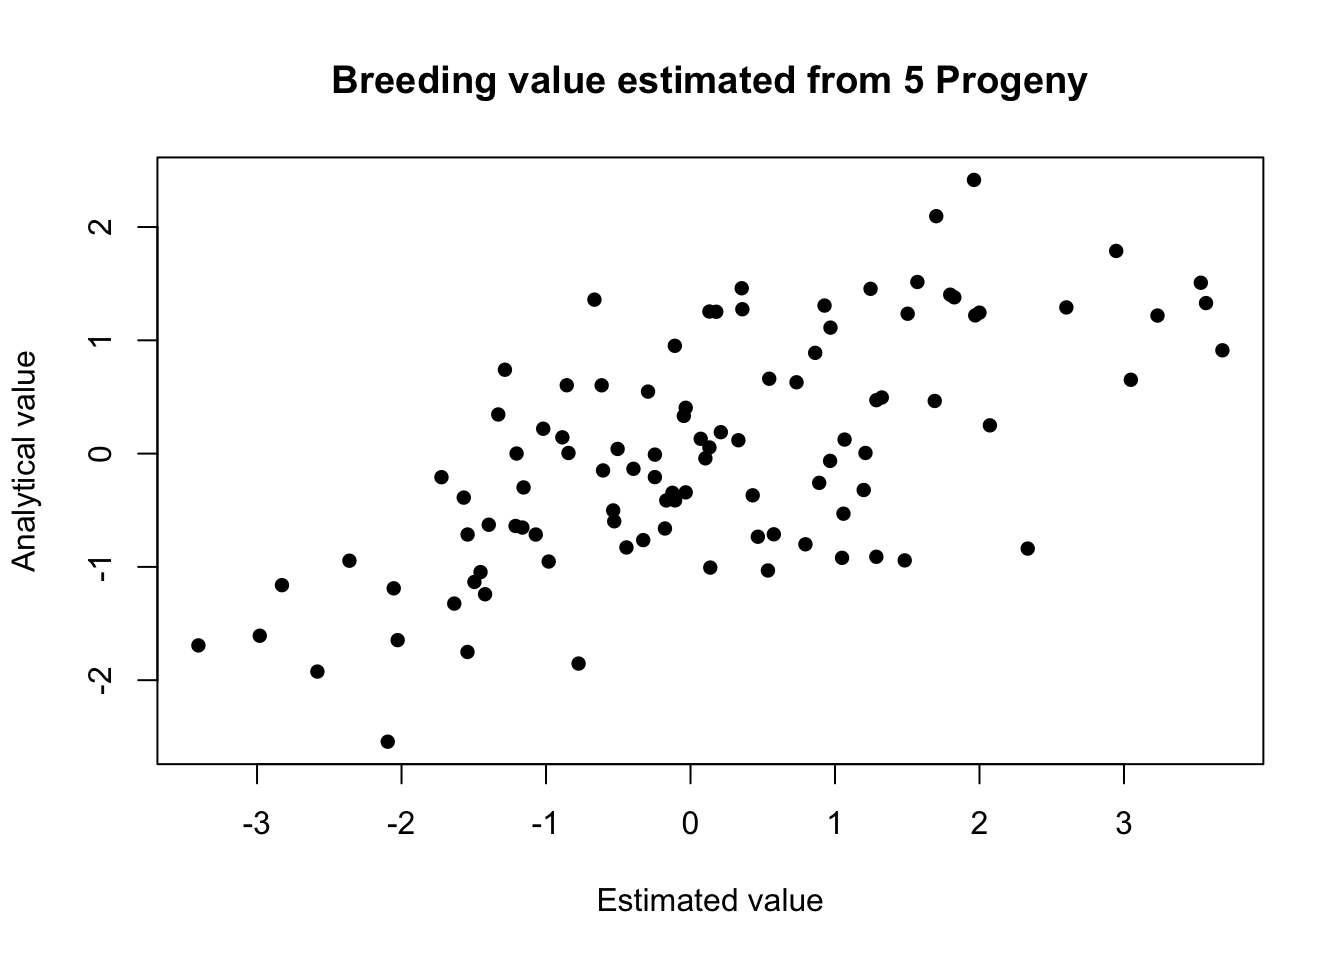 Breeding value estimated from 5 Progeny
Analytical value
2
1
0
-1
-2
-3 -2 -1 0 1 2 3
Estimated value